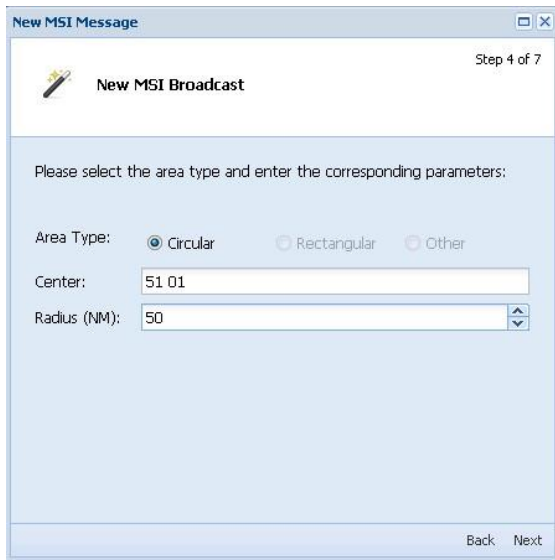 New MSI Message
Step 4 of 7
New MSI Broadcast
Please select the area type and enter the corresponding parameters:
Area Type: Circular Rectangular Other
Center: 51 01
Radius (NM): 50
Back Next